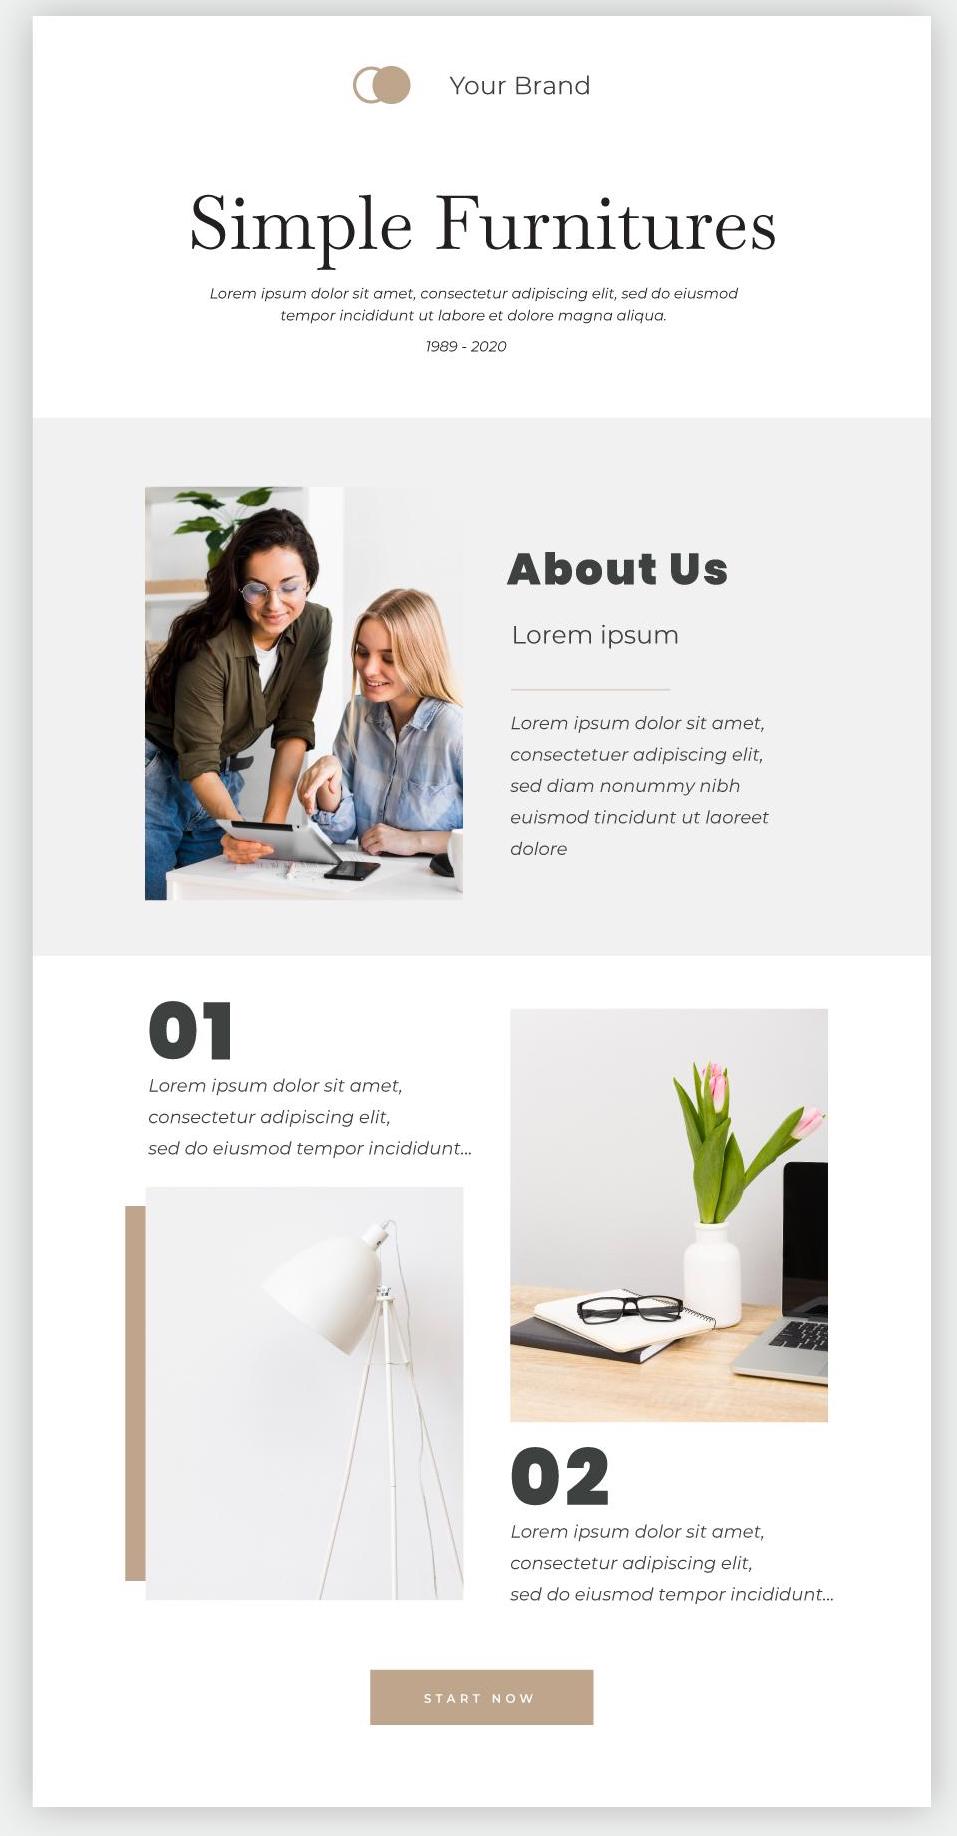 Your Brand
Simple Furnitures
Lorem ipsum dolor sit amet, consectetur adipiscing elit, sed do eiusmod
tempor incididunt ut labore et dolore magna aliqua.
1989 - 2020
About Us
Lorem ipsum
Lorem ipsum dolor sit amet,
consectetuer adipiscing elit,
sed diam nonummy nibh
euismod tincidunt ut laoreet
dolore
01
Lorem ipsum dolor sit amet,
consectetur adipiscing elit,
sed do eiusmod tempor incididunt...
02
Lorem ipsum dolor sit amet,
consectetur adipiscing elit,
sed do eiusmod tempor incididunt...
START NOW